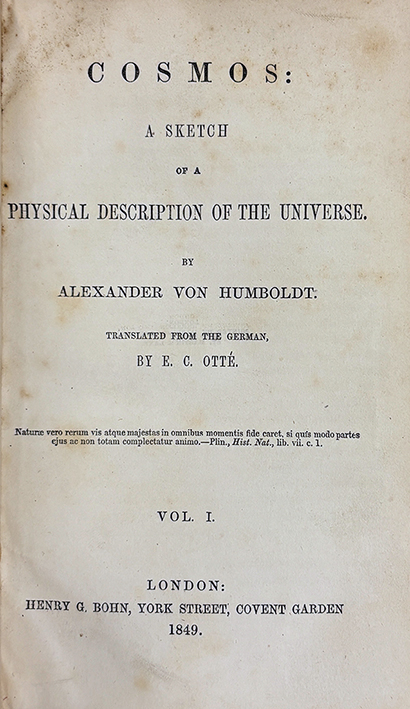 COSMOS:
A SKETCH
OF A
PHYSICAL DESCRIPTION OF THE UNIVERSE.
BY
ALEXANDER VON HUMBOLDT.
TRANSLATED FROM THE GERMAN,
BY E. C. OTTÉ.
Naturæ vero rerum vis atque majestas in omnibus momentis fide caret, si quis modo partes
ejus ac non totam complectatur animo.—Plin., Hist. Nat., lib. vii. c. 1.
VOL. I.
LONDON:
HENRY G. BOHN, YORK STREET, COVENT GARDEN
1849.